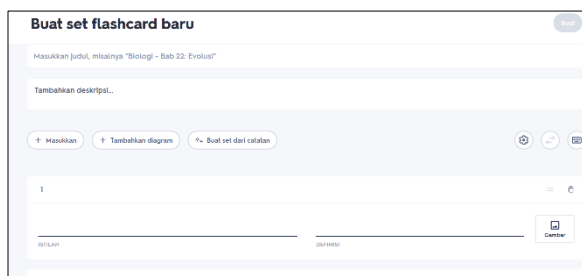 Buat set flashcard baru
Buat
Masukkan judul, misalnya "Biologi - Bab 22: Evolusi"
Tambahkan deskripsi...
+ Masukkan
+ Tambahkan diagram
Buat set dari catatan
1
Gambar
ISTILAH
DEFINISI